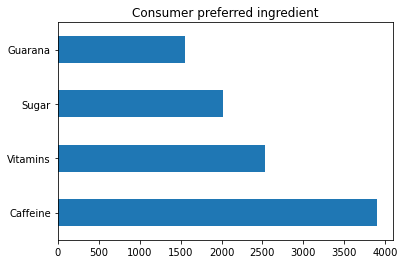 Consumer preferred ingredient
Guarana
Sugar
Vitamins
Caffeine
0 500 1000 1500 2000 2500 3000 3500 4000